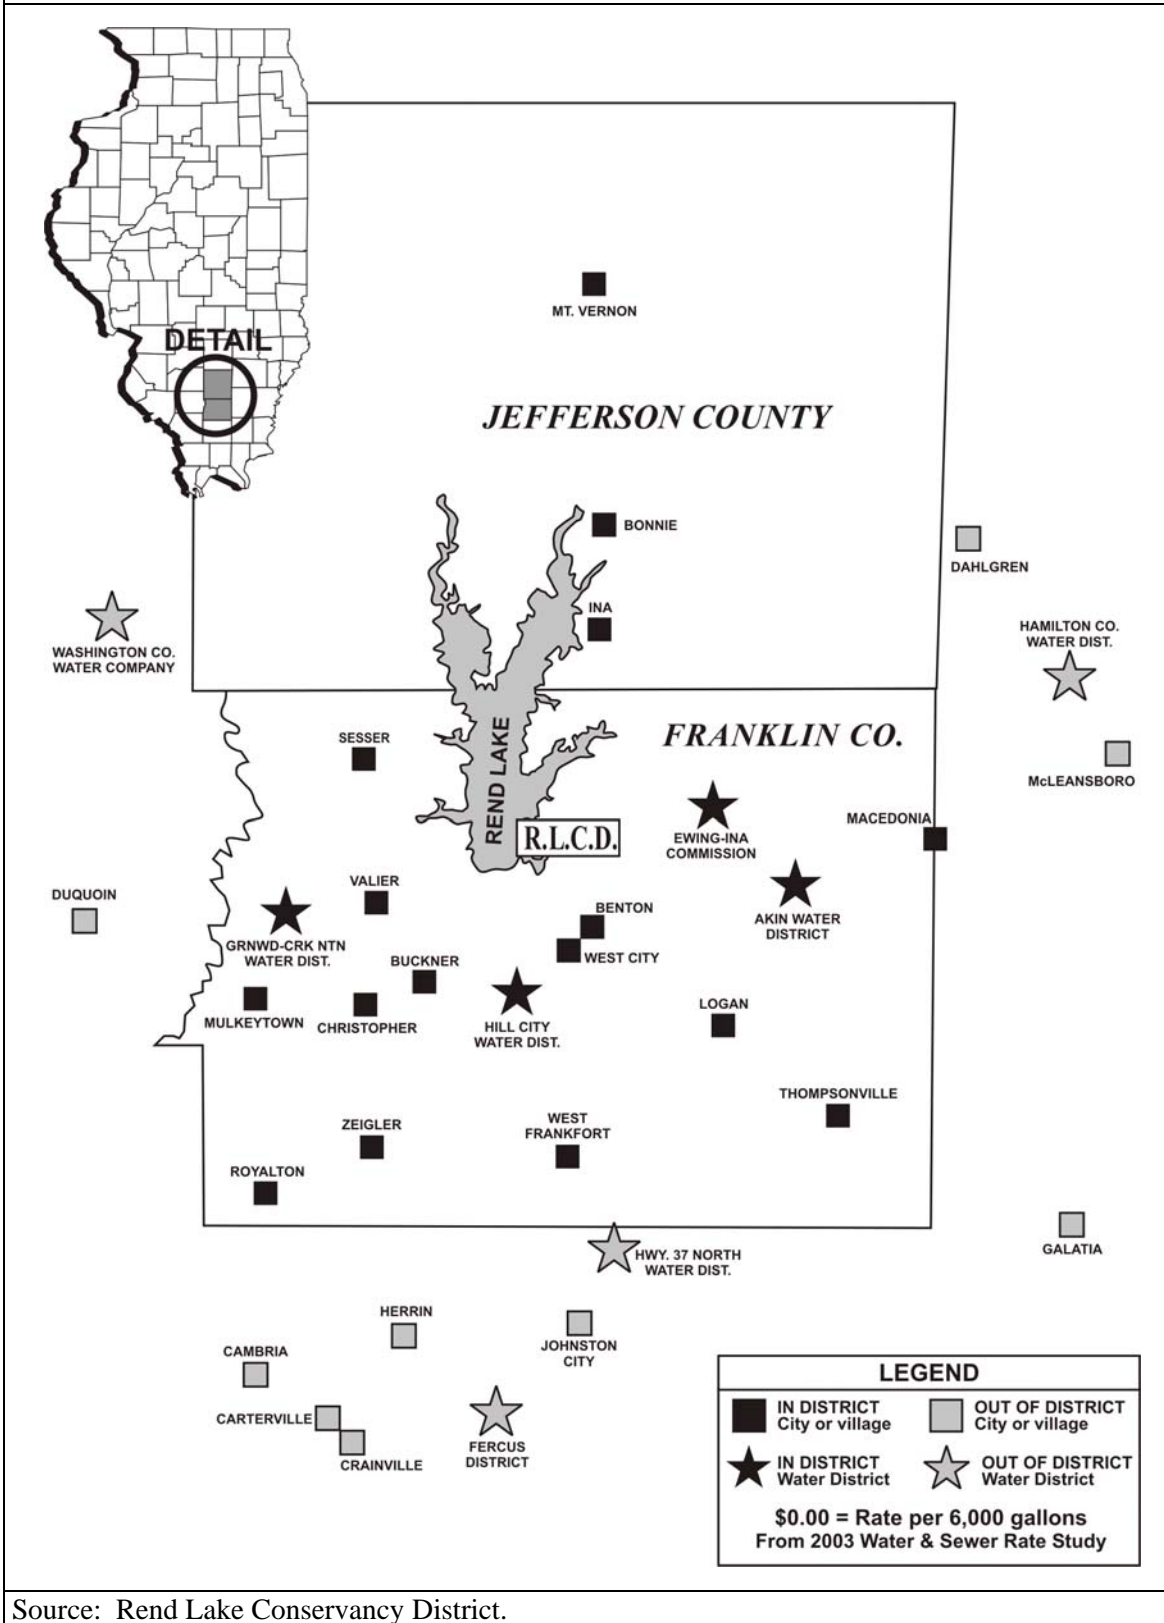 DETAIL
MT. VERNON
JEFFERSON COUNTY
BONNIE
DAHLGREN
INA
WASHINGTON CO.
WATER COMPANY
HAMILTON CO.
WATER DIST.
FRANKLIN CO.
SESSER
REND LAKE
R.L.C.D.
McLEANSBORO
EWING-INA
COMMISSION
MACEDONIA
DUQUOIN
VALIER
AKIN WATER
DISTRICT
BENTON
WEST CITY
GRNWD-CRK NTN
WATER DIST.
BUCKNER
MULKEYTOWN
CHRISTOPHER
HILL CITY
WATER DIST.
LOGAN
THOMPSONVILLE
ZEIGLER
WEST
FRANKFORT
ROYALTON
HWY. 37 NORTH
WATER DIST.
GALATIA
HERRIN
JOHNSTON
CITY
CAMBRIA
CARTERVILLE
CRAINVILLE
FERCUS
DISTRICT
LEGEND
IN DISTRICT
City or village
OUT OF DISTRICT
City or village
IN DISTRICT
Water District
OUT OF DISTRICT
Water District
$0.00 = Rate per 6,000 gallons
From 2003 Water & Sewer Rate Study
Source: Rend Lake Conservancy District.